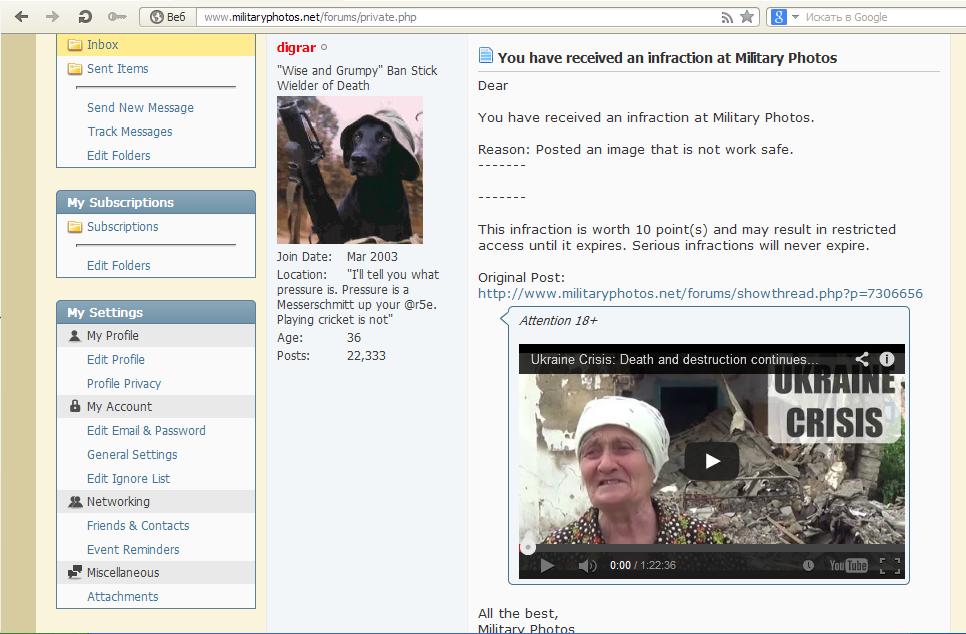 Веб
www.militaryphotos.net/forums/private.php
Искать в Google
Inbox
Sent Items
Send New Message
Track Messages
Edit Folders
My Subscriptions
Subscriptions
Edit Folders
My Settings
My Profile
Edit Profile
Profile Privacy
My Account
Edit Email & Password
General Settings
Edit Ignore List
Networking
Friends & Contacts
Event Reminders
Miscellaneous
Attachments
digrar
"Wise and Grumpy" Ban Stick
Wielder of Death
Join Date: Mar 2003
Location: "I'll tell you what
pressure is. Pressure is a
Messerschmitt up your @r5e.
Playing cricket is not"
Age: 36
Posts: 22,333
You have received an infraction at Military Photos
Dear
You have received an infraction at Military Photos.
Reason: Posted an image that is not work safe.
-------
-------
This infraction is worth 10 point(s) and may result in restricted
access until it expires. Serious infractions will never expire.
Original Post:
http://www.militaryphotos.net/forums/showthread.php?p=7306656
Attention 18+
Ukraine Crisis: Death and destruction continues...
UKRAINE
CRISIS
0:00 / 1:22:36
YouTube
All the best,
Military Photos